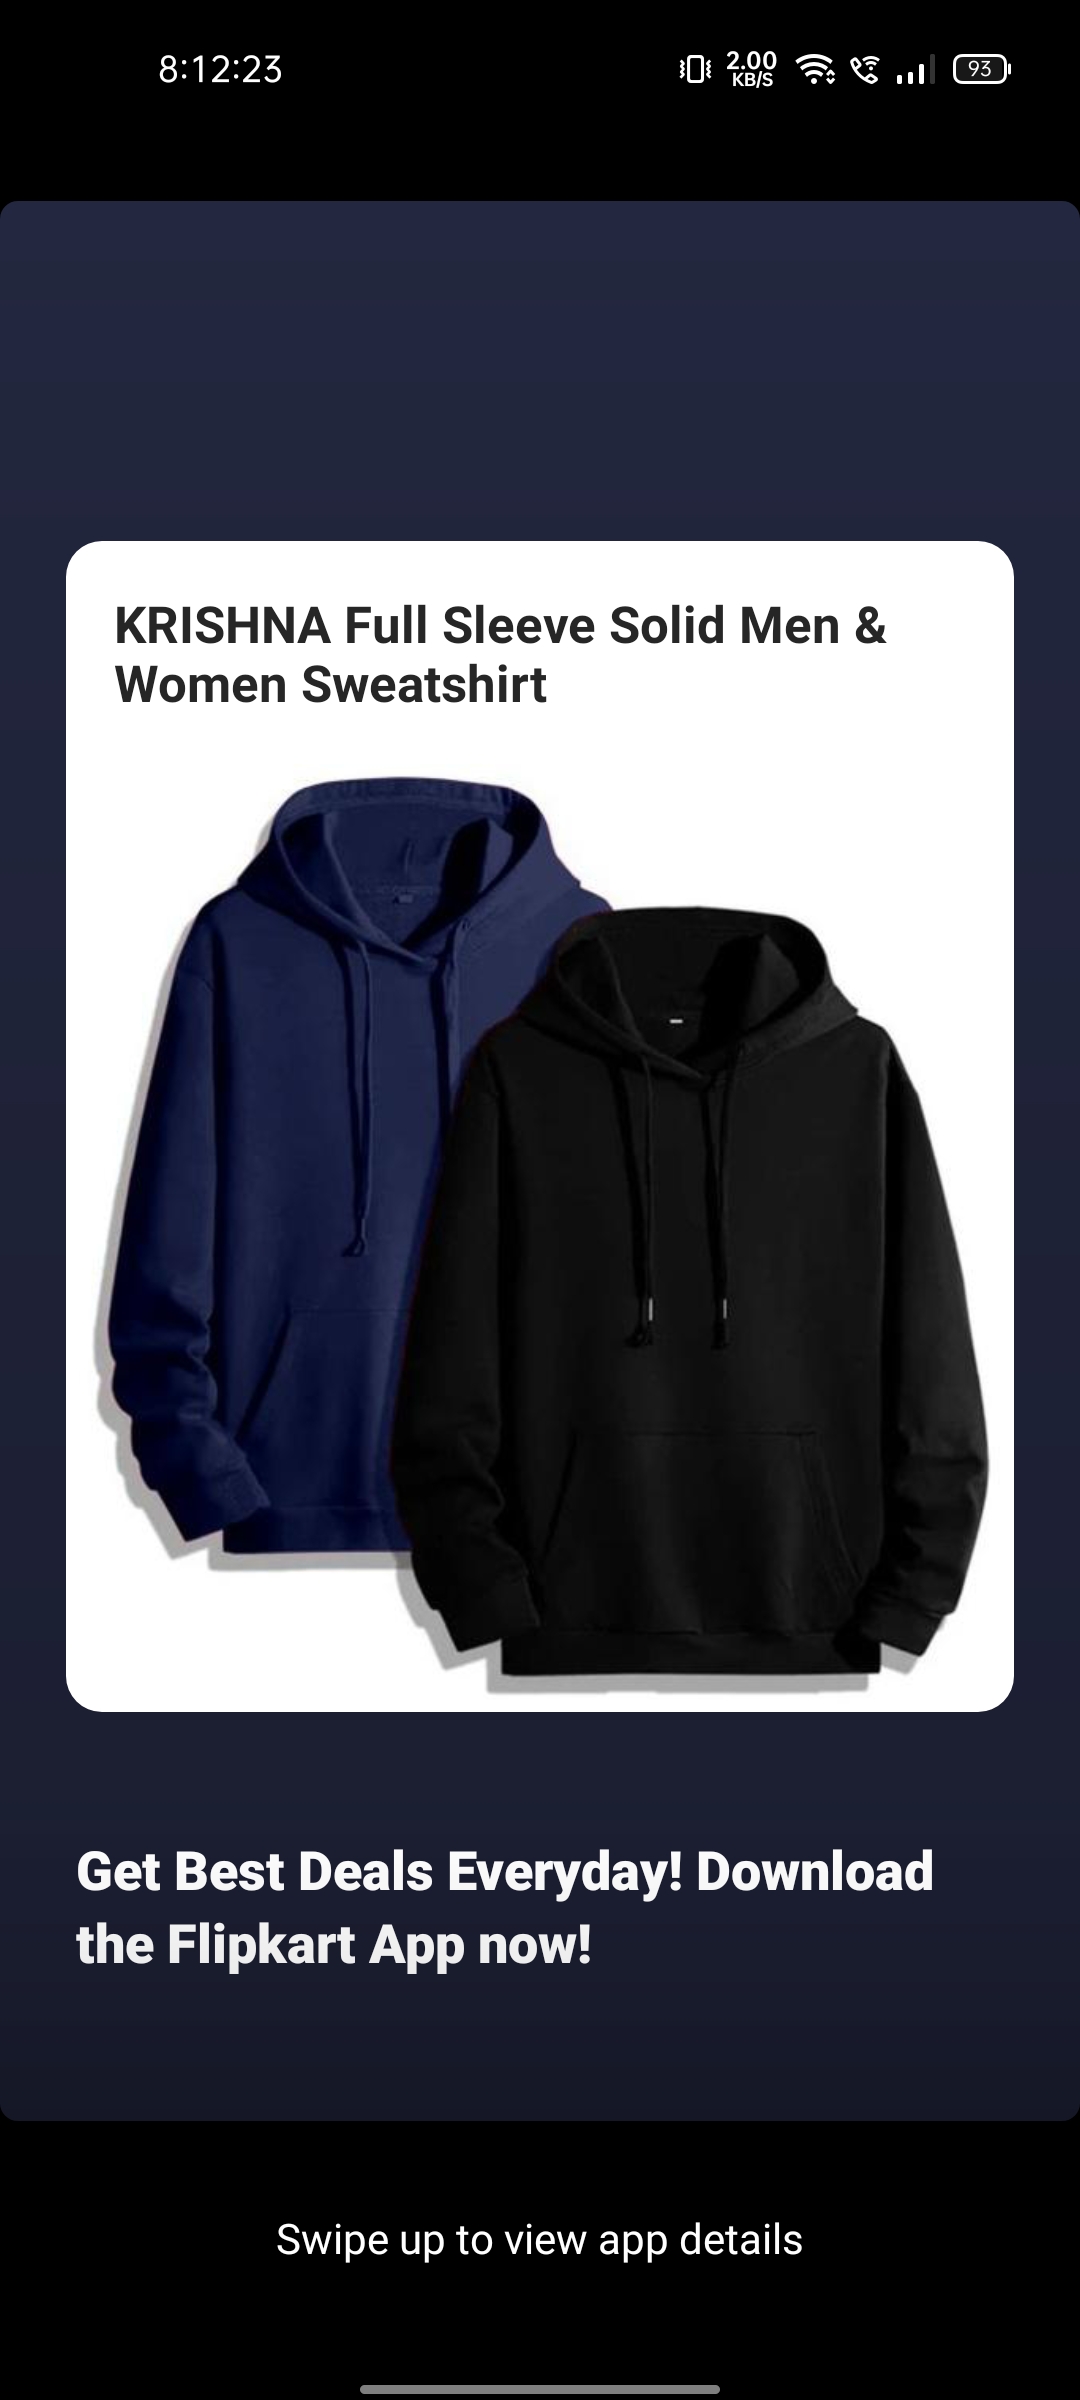 8:12:23
2.00
KB/S
93
KRISHNA Full Sleeve Solid Men &
Women Sweatshirt
Get Best Deals Everyday! Download
the Flipkart App now!
Swipe up to view app details